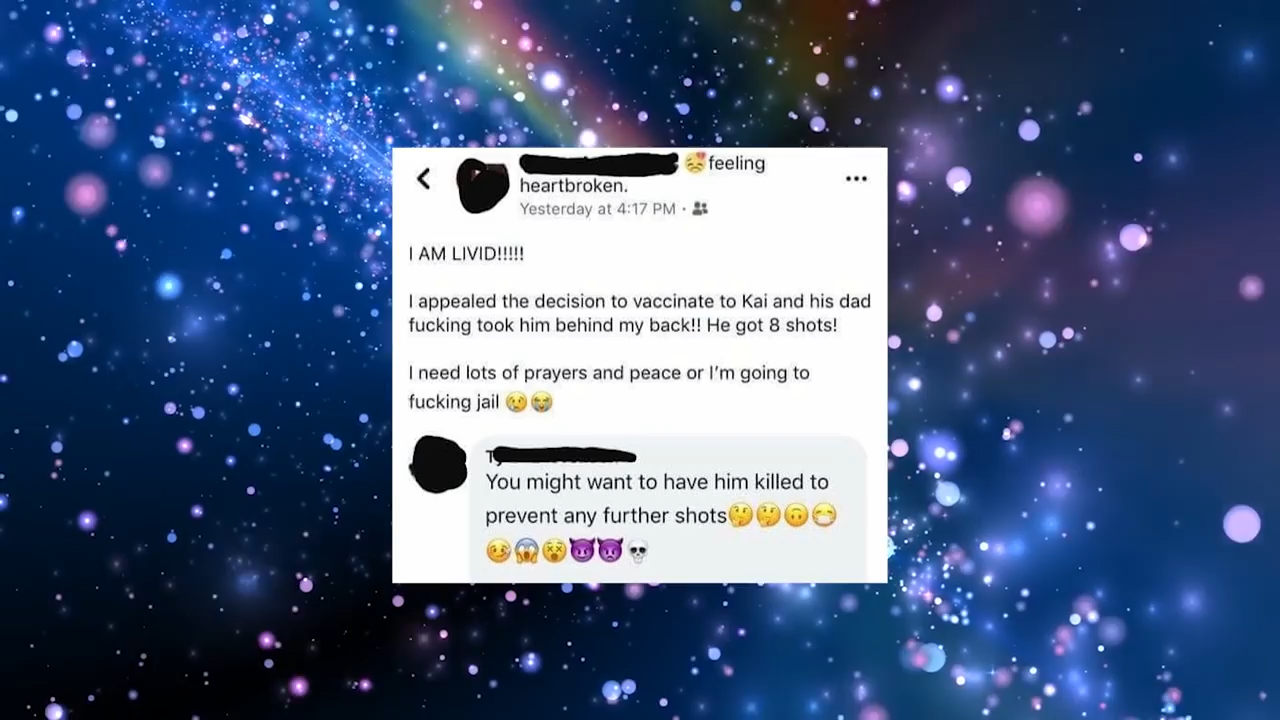 feeling
heartbroken.
Yesterday at 4:17 PM ·
I AM LIVID!!!!!
I appealed the decision to vaccinate to Kai and his dad
fucking took him behind my back!! He got 8 shots!
I need lots of prayers and peace or I'm going to
fucking jail 😢😭
You might want to have him killed to
prevent any further shots🤔🤔🙃😷
🤒😱😵😈👿💀